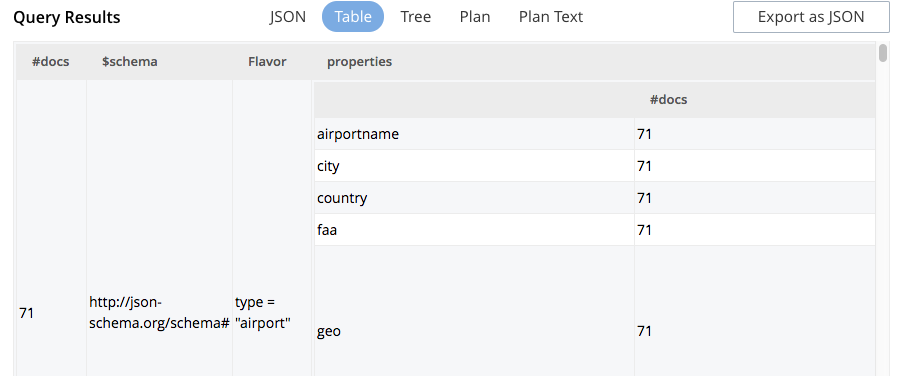 Query Results JSON Table Tree Plan Plan Text Export as JSON
#docs $schema Flavor properties
#docs
airportname 71
city 71
country 71
faa 71
71 http://json-schema.org/schema# type = "airport" geo 71